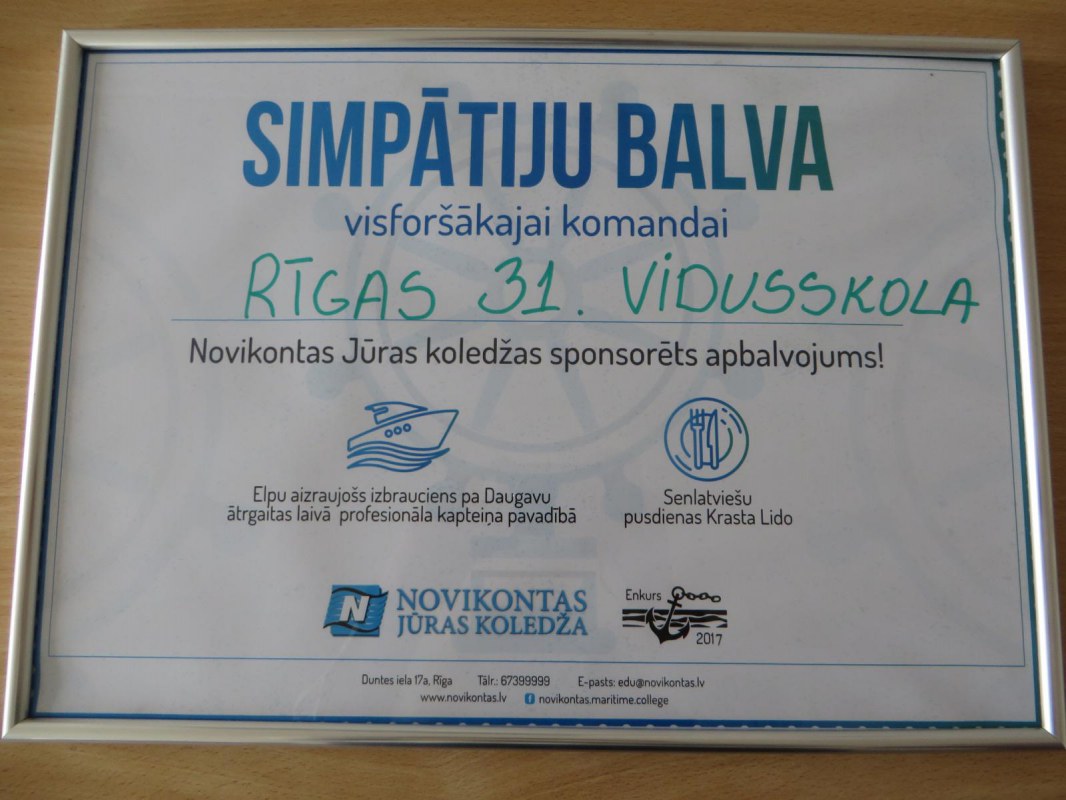 SIMPĀTIJU BALVA
visforšākajai komandai
RĪGAS 31. VIDUSSKOLA
Novikontas Jūras koledžas sponsorēts apbalvojums!
Elpu aizraujošs izbrauciens pa Daugavu
ātrgaitas laivā profesionāla kapteiņa pavadībā
Senlatviešu
pusdienas Krasta Lido
N NOVIKONTAS
JŪRAS KOLEDŽA
Enkurs
2017
Duntes iela 17a, Rīga Tālr.: 67399999 E-pasts: edu@novikontas.lv
www.novikontas.lv f novikontas.maritime.college